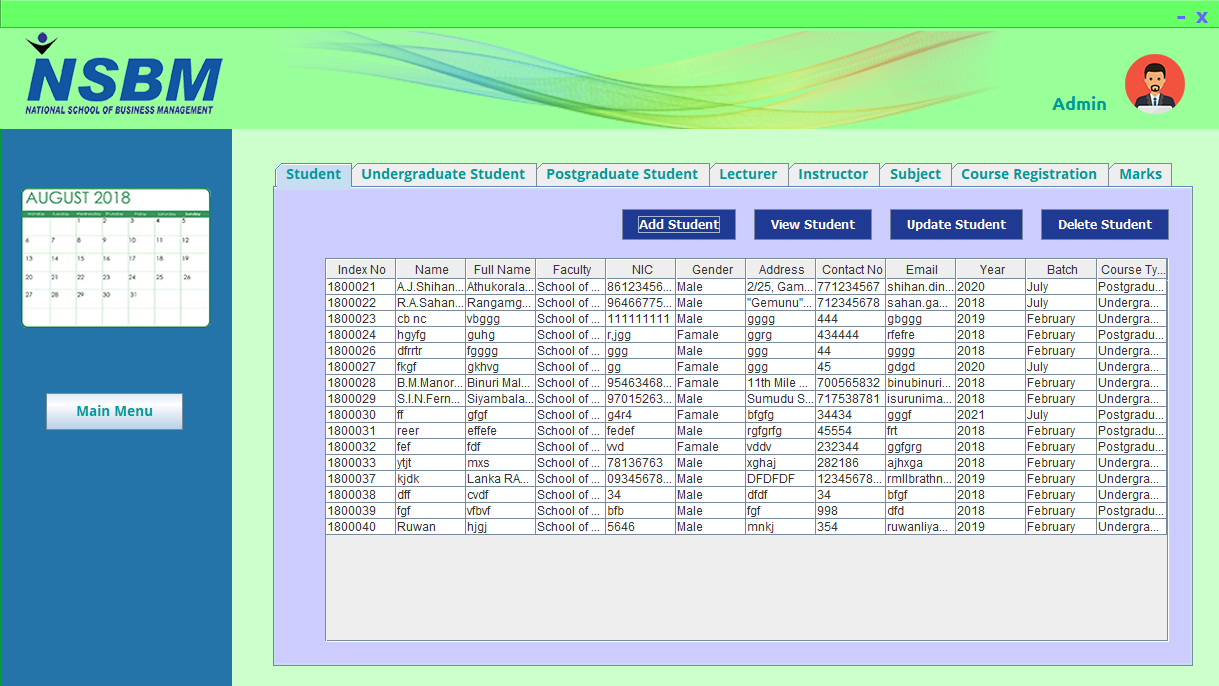 – X
NSBM
NATIONAL SCHOOL OF BUSINESS MANAGEMENT
Admin
AUGUST 2018
Monday Tuesday Wednesday Thursday Friday Saturday Sunday
1 2 3 4 5
6 7 8 9 10 11 12
13 14 15 16 17 18 19
20 21 22 23 24 25 26
27 28 29 30 31
Main Menu
Student Undergraduate Student Postgraduate Student Lecturer Instructor Subject Course Registration Marks
Add Student View Student Update Student Delete Student
Index No Name Full Name Faculty NIC Gender Address Contact No Email Year Batch Course Ty...
1800021 A.J.Shihan... Athukorala... School of ... 86123456... Male 2/25, Gam... 771234567 shihan.din... 2020 July Postgradu...
1800022 R.A.Sahan... Rangamg... School of ... 96466775... Male "Gemunu"... 712345678 sahan.ga... 2018 July Undergra...
1800023 cb nc vbggg School of ... 111111111 Male gggg 444 gbggg 2019 February Undergra...
1800024 hgyfg guhg School of ... r,jgg Famale ggrg 434444 rfefre 2018 February Postgradu...
1800026 dfrrtr fgggg School of ... ggg Male ggg 44 gggg 2018 February Undergra...
1800027 fkgf gkhvg School of ... gg Famale ggg 45 gdgd 2020 July Undergra...
1800028 B.M.Manor... Binuri Mal... School of ... 95463468... Famale 11th Mile ... 700565832 binubinuri... 2018 February Undergra...
1800029 S.I.N.Fern... Siyambala... School of ... 97015263... Male Sumudu S... 717538781 isurunima... 2018 February Undergra...
1800030 ff gfgf School of ... g4r4 Famale bfgfg 34434 gggf 2021 July Postgradu...
1800031 reer effefe School of ... fedef Male rgfgrfg 45554 frt 2018 February Postgradu...
1800032 fef fdf School of ... vvd Famale vddv 232344 ggfgrg 2018 February Postgradu...
1800033 ytjt mxs School of ... 78136763 Male xghaj 282186 ajhxga 2018 February Undergra...
1800037 kjdk Lanka RA... School of ... 09345678... Male DFDFDF 12345678... rmllbrathn... 2019 February Undergra...
1800038 dff cvdf School of ... 34 Male dfdf 34 bfgf 2018 February Undergra...
1800039 fgf vfbvf School of ... bfb Male fgf 998 dfd 2018 February Postgradu...
1800040 Ruwan hjgj School of ... 5646 Male mnkj 354 ruwanliya... 2019 February Undergra...